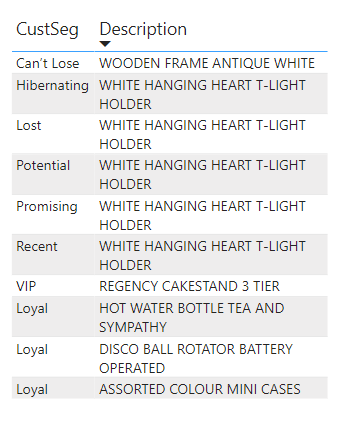 CustSeg Description
Can't Lose WOODEN FRAME ANTIQUE WHITE
Hibernating WHITE HANGING HEART T-LIGHT
HOLDER
Lost WHITE HANGING HEART T-LIGHT
HOLDER
Potential WHITE HANGING HEART T-LIGHT
HOLDER
Promising WHITE HANGING HEART T-LIGHT
HOLDER
Recent WHITE HANGING HEART T-LIGHT
HOLDER
VIP REGENCY CAKESTAND 3 TIER
Loyal HOT WATER BOTTLE TEA AND
SYMPATHY
Loyal DISCO BALL ROTATOR BATTERY
OPERATED
Loyal ASSORTED COLOUR MINI CASES